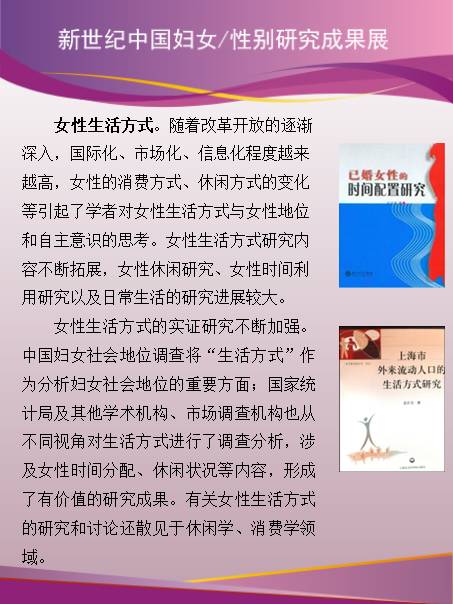 新世纪中国妇女/性别研究成果展
女性生活方式。随着改革开放的逐渐
深入，国际化、市场化、信息化程度越来
越高，女性的消费方式、休闲方式的变化
等引起了学者对女性生活方式与女性地位
和自主意识的思考。女性生活方式研究内
容不断拓展，女性休闲研究、女性时间利
用研究以及日常生活的研究进展较大。
女性生活方式的实证研究不断加强。
中国妇女社会地位调查将“生活方式”作
为分析妇女社会地位的重要方面；国家统
计局及其他学术机构、市场调查机构也从
不同视角对生活方式进行了调查分析，涉
及女性时间分配、休闲状况等内容，形成
了有价值的研究成果。有关女性生活方式
的研究和讨论还散见于休闲学、消费学领
域。
已婚女性的
时间配置研究
上海市
外来流动人口的
生活方式研究